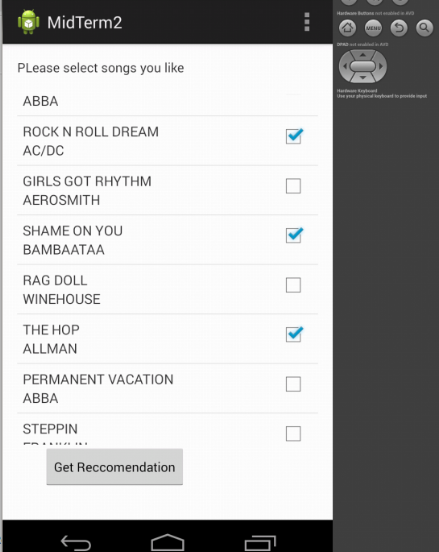 MidTerm2
PLease select songs you like
ABBA
ROCK N ROLL DREAM
AC/DC
GIRLS GOT RHYTHM
AEROSMITH
SHAME ON YOU
BAMBAATAA
RAG DOLL
WINEHOUSE
THE HOP
ALLMAN
PERMANENT VACATION
ABBA
STEPPIN
FRANKLIN
Get Reccomendation
Hardware Buttons not enabled in AVD
MENU
DPAD not enabled in AVD
Hardware Keyboard
Use your physical keyboard to provide input